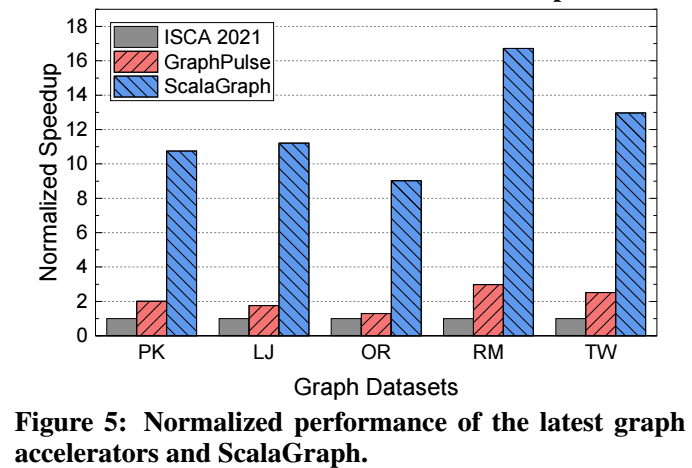 18
16
14
12
10
8
6
4
2
0
Normalized Speedup
ISCA 2021
GraphPulse
ScalaGraph
PK LJ OR RM TW
Graph Datasets
Figure 5: Normalized performance of the latest graph
accelerators and ScalaGraph.